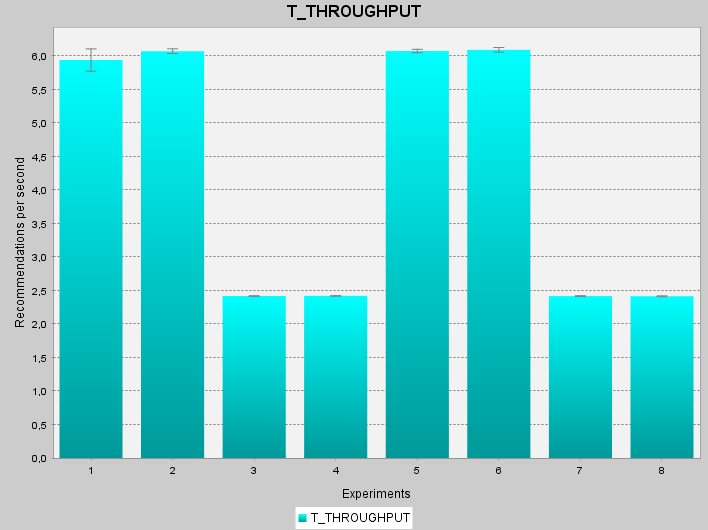 T_THROUGHPUT
Recommendations per second
6,0
5,5
5,0
4,5
4,0
3,5
3,0
2,5
2,0
1,5
1,0
0,5
0,0
1 2 3 4 5 6 7 8
Experiments
T_THROUGHPUT